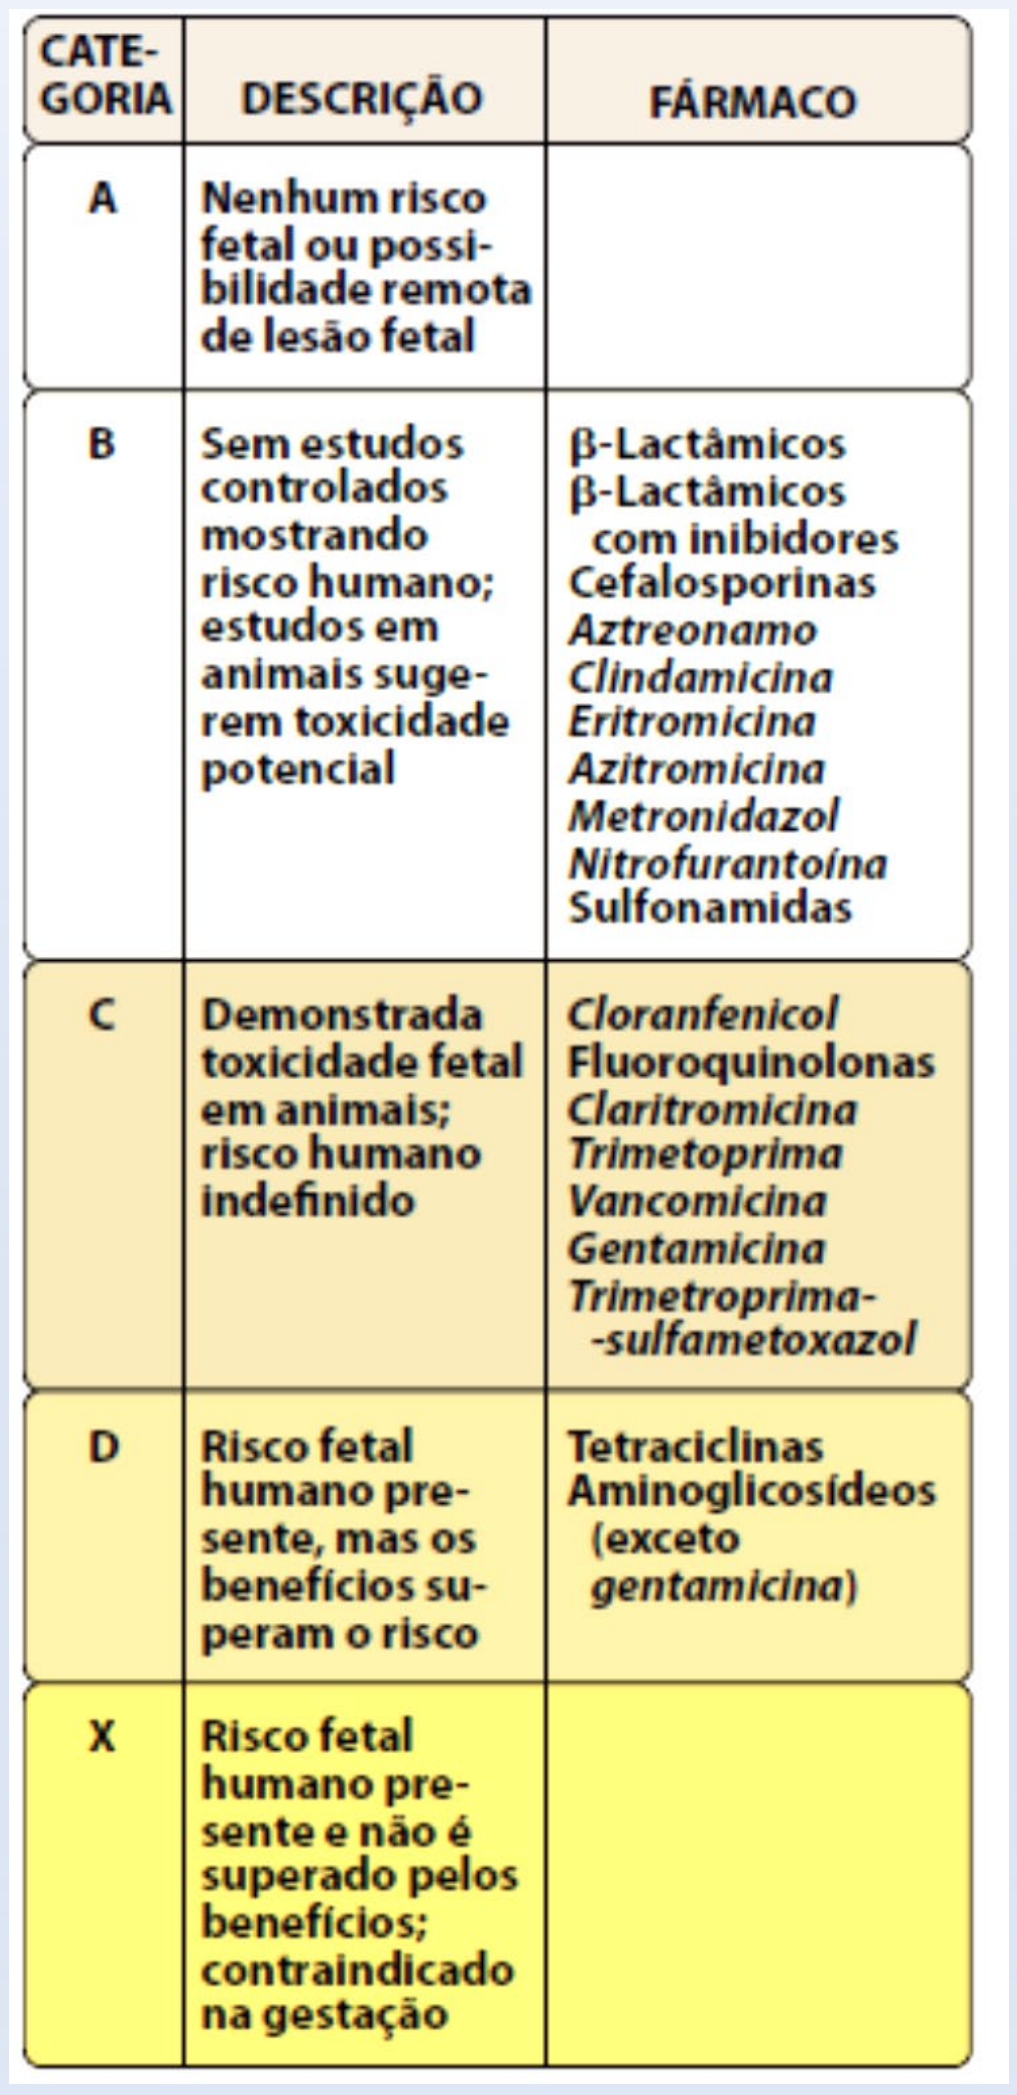 CATE-
GORIA
DESCRIÇÃO
FÁRMACO
A
Nenhum risco
fetal ou possi-
bilidade remota
de lesão fetal
B
Sem estudos
controlados
mostrando
risco humano;
estudos em
animais suge-
rem toxicidade
potencial
β-Lactâmicos
β-Lactâmicos
com inibidores
Cefalosporinas
Aztreonamo
Clindamicina
Eritromicina
Azitromicina
Metronidazol
Nitrofurantoína
Sulfonamidas
C
Demonstrada
toxicidade fetal
em animais;
risco humano
indefinido
Cloranfenicol
Fluoroquinolonas
Claritromicina
Trimetoprima
Vancomicina
Gentamicina
Trimetroprima-
-sulfametoxazol
D
Risco fetal
humano pre-
sente, mas os
benefícios su-
peram o risco
Tetraciclinas
Aminoglicosídeos
(exceto
gentamicina)
X
Risco fetal
humano pre-
sente e não é
superado pelos
benefícios;
contraindicado
na gestação